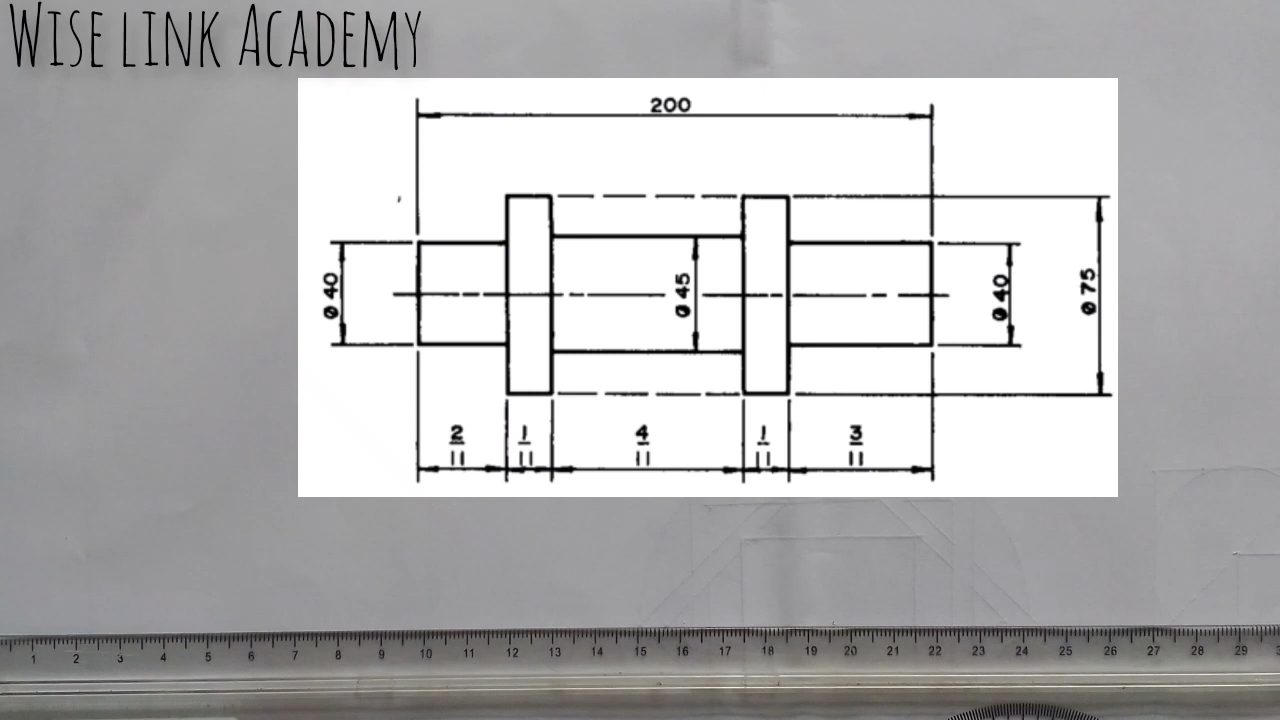 Wise link Academy
200
Ø 40
Ø 45
Ø 40
Ø 75
2/11
1/11
4/11
1/11
3/11
1 2 3 4 5 6 7 8 9 10 11 12 13 14 15 16 17 18 19 20 21 22 23 24 25 26 27 28 29